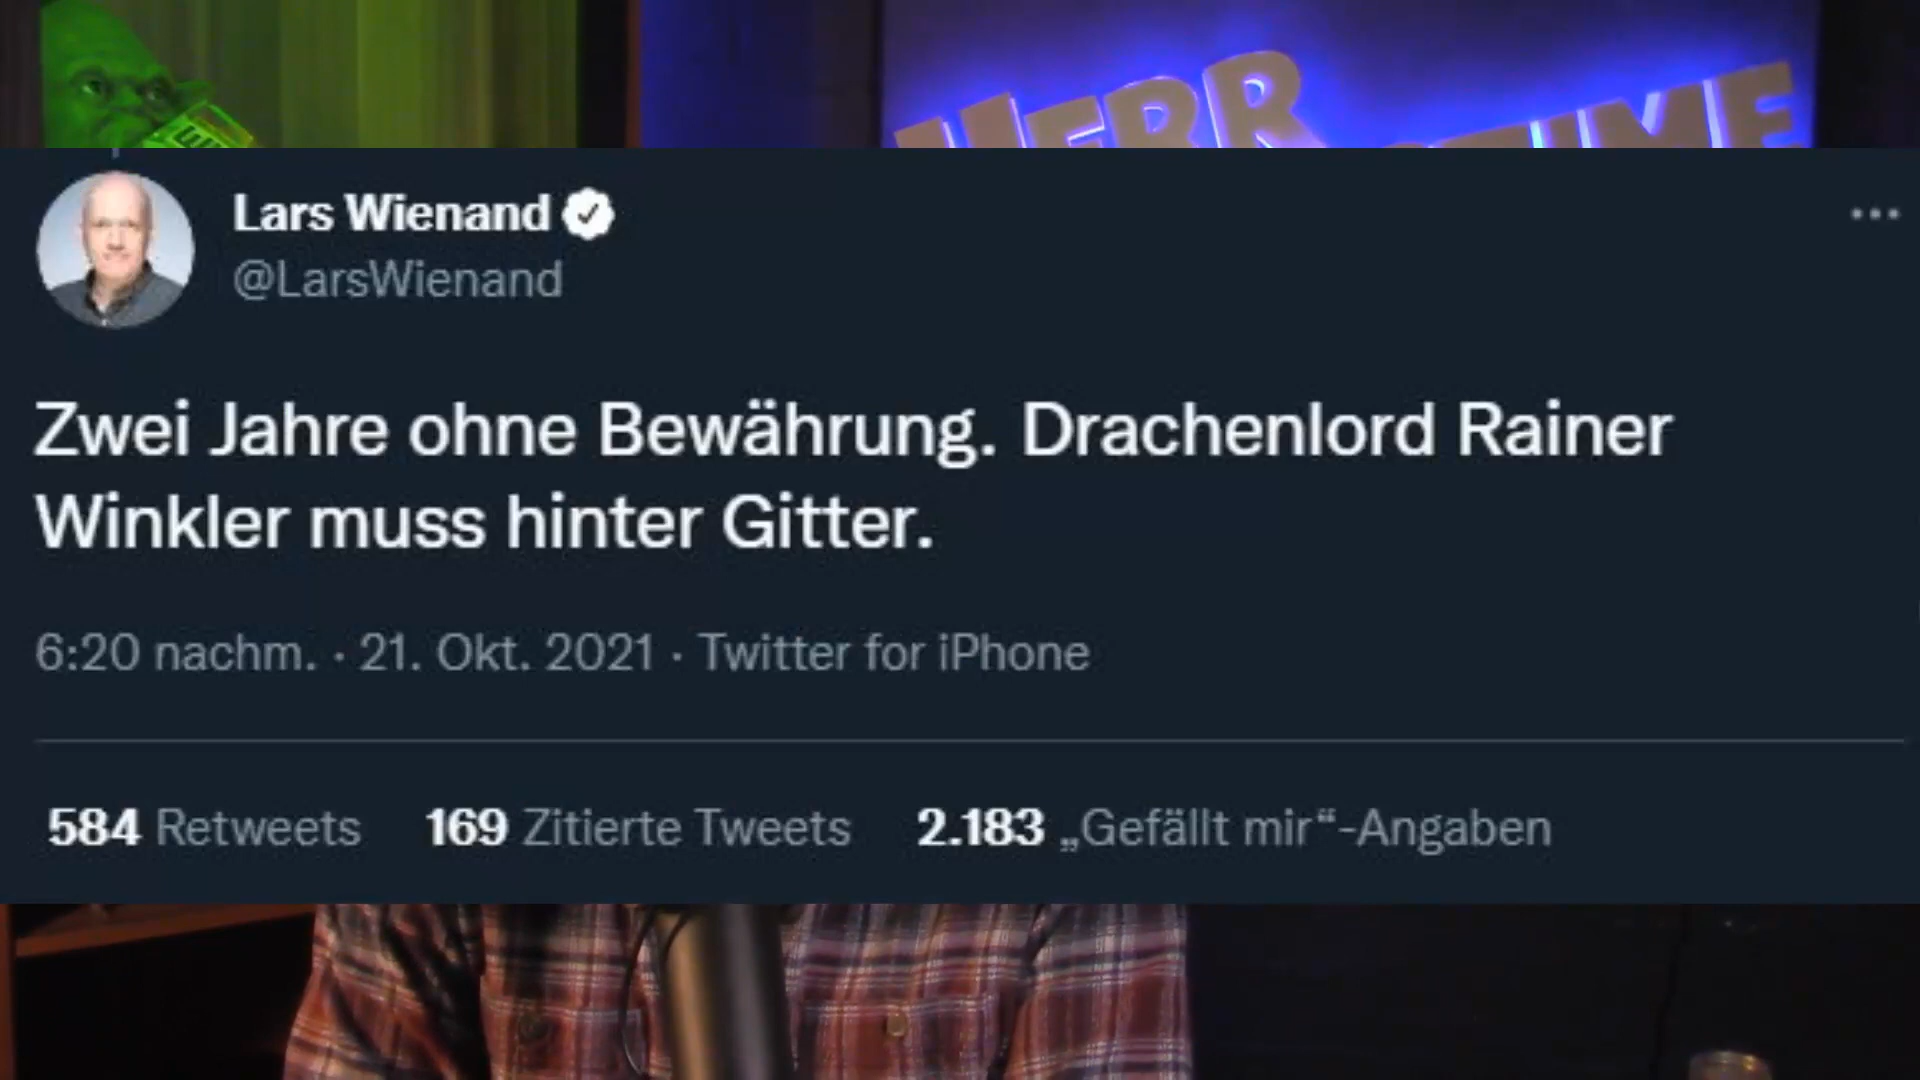 HERR
Lars Wienand
@LarsWienand
Zwei Jahre ohne Bewährung. Drachenlord Rainer
Winkler muss hinter Gitter.
6:20 nachm. · 21. Okt. 2021 · Twitter for iPhone
584 Retweets 169 Zitierte Tweets 2.183 „Gefällt mir“-Angaben